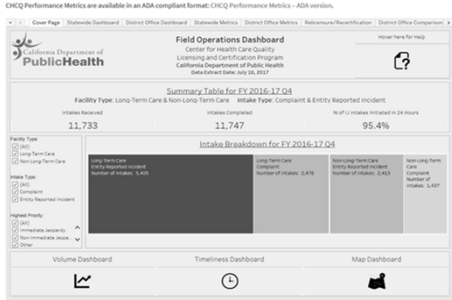 CHCQ Performance Metrics are available in an ADA compliant format: CHCQ Performance Metrics - ADA version.
Cover Page Statewide Dashboard District Office Dashboard Statewide Metrics District Office Metrics Relicensure/Recertification District Office Comparison
California Department of
PublicHealth
Field Operations Dashboard
Center for Health Care Quality
Licensing and Certification Program
California Department of Public Health
Data Extract Date: July 18, 2017
Hover here for Help
Summary Table for FY 2016-17 Q4
Facility Type: Long-Term Care & Non-Long-Term Care Intake Type: Complaint & Entity Reported Incident
Intakes Received
11,733
Intakes Completed
11,747
% of IJ Intakes Initiated in 24 Hours
95.4%
Facility Type:
(All)
Long-Term Care
Non-Long-Term Care
Intake Type:
(All)
Complaint
Entity Reported Incident
Highest Priority:
(All)
Immediate Jeopardy
Non-Immediate Jeopa...
Other
Intake Breakdown for FY 2016-17 Q4
Long-Term Care
Entity Reported Incident
Number of Intakes: 5,405
Long-Term Care
Complaint
Number of Intakes: 2,478
Non-Long-Term Care
Entity Reported Incident
Number of Intakes: 2,413
Non-Long-Term
Care
Complaint
Number of
Intakes: 1,437
Volume Dashboard
Timeliness Dashboard
Map Dashboard